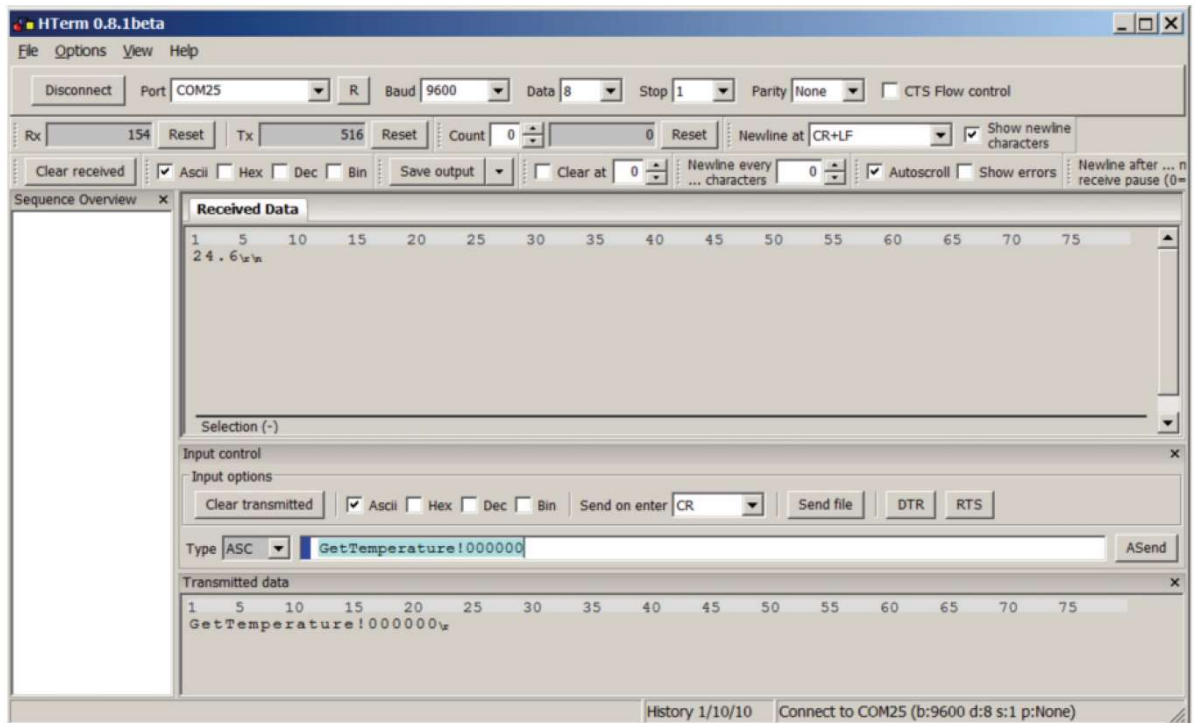 HTerm 0.8.1beta
File Options View Help
Disconnect Port COM25 R Baud 9600 Data 8 Stop 1 Parity None CTS Flow control
Rx 154 Reset Tx 516 Reset Count 0 0 Reset Newline at CR+LF Show newline characters
Clear received Ascii Hex Dec Bin Save output Clear at 0 Newline every ... characters 0 Autoscroll Show errors Newline after ... n receive pause (0=
Sequence Overview x
Received Data
1 5 10 15 20 25 30 35 40 45 50 55 60 65 70 75
24.6\r\n
Selection (-)
Input control x
Input options
Clear transmitted Ascii Hex Dec Bin Send on enter CR Send file DTR RTS
Type ASC GetTemperature!000000 ASend
Transmitted data x
1 5 10 15 20 25 30 35 40 45 50 55 60 65 70 75
GetTemperature!000000\r
History 1/10/10 Connect to COM25 (b:9600 d:8 s:1 p:None)